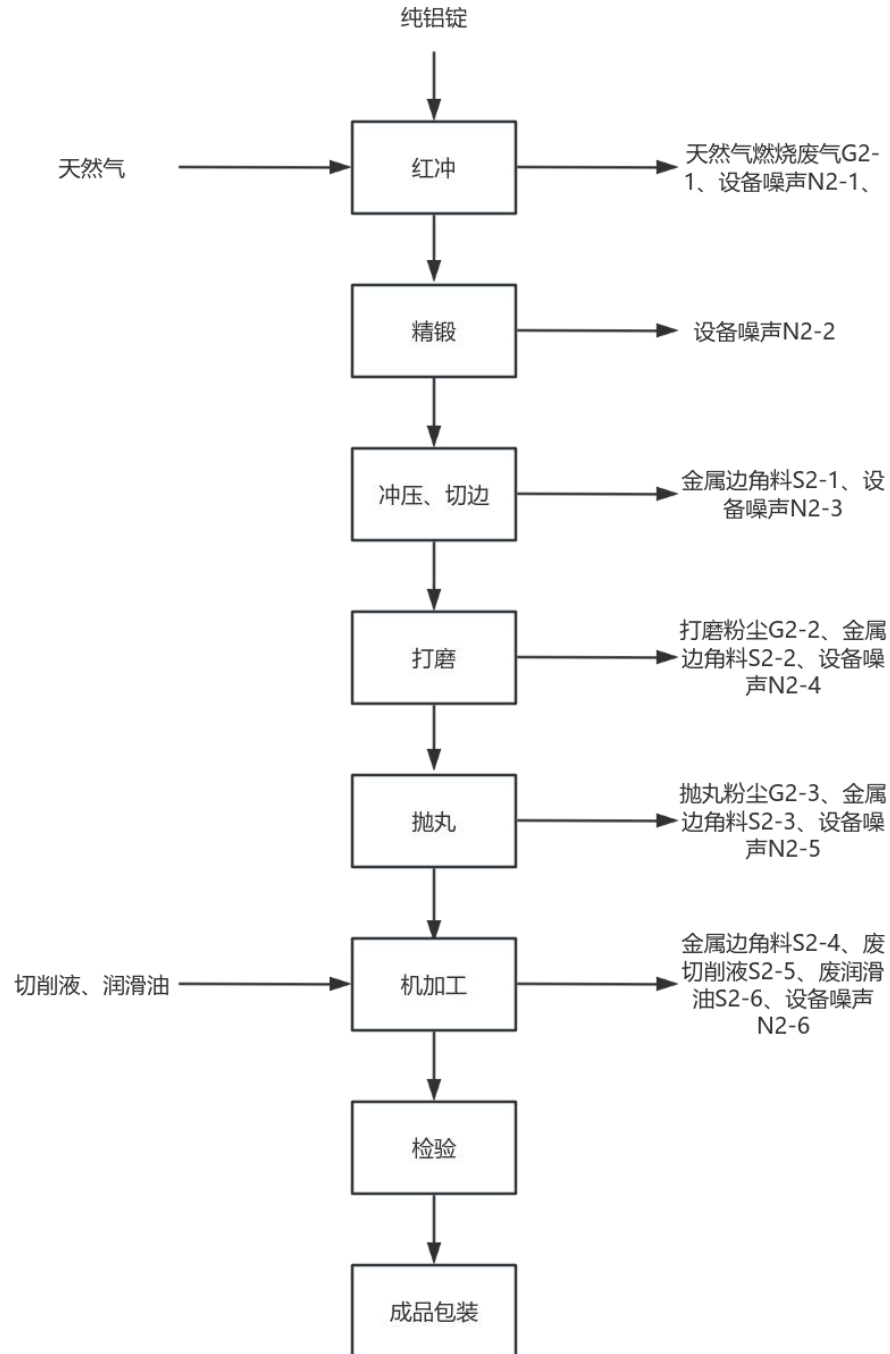 纯铝锭
天然气
红冲
天然气燃烧废气G2-
1、设备噪声N2-1、
精锻
设备噪声N2-2
冲压、切边
金属边角料S2-1、设
备噪声N2-3
打磨
打磨粉尘G2-2、金属
边角料S2-2、设备噪
声N2-4
抛丸
抛丸粉尘G2-3、金属
边角料S2-3、设备噪
声N2-5
切削液、润滑油
机加工
金属边角料S2-4、废
切削液S2-5、废润滑
油S2-6、设备噪声
N2-6
检验
成品包装